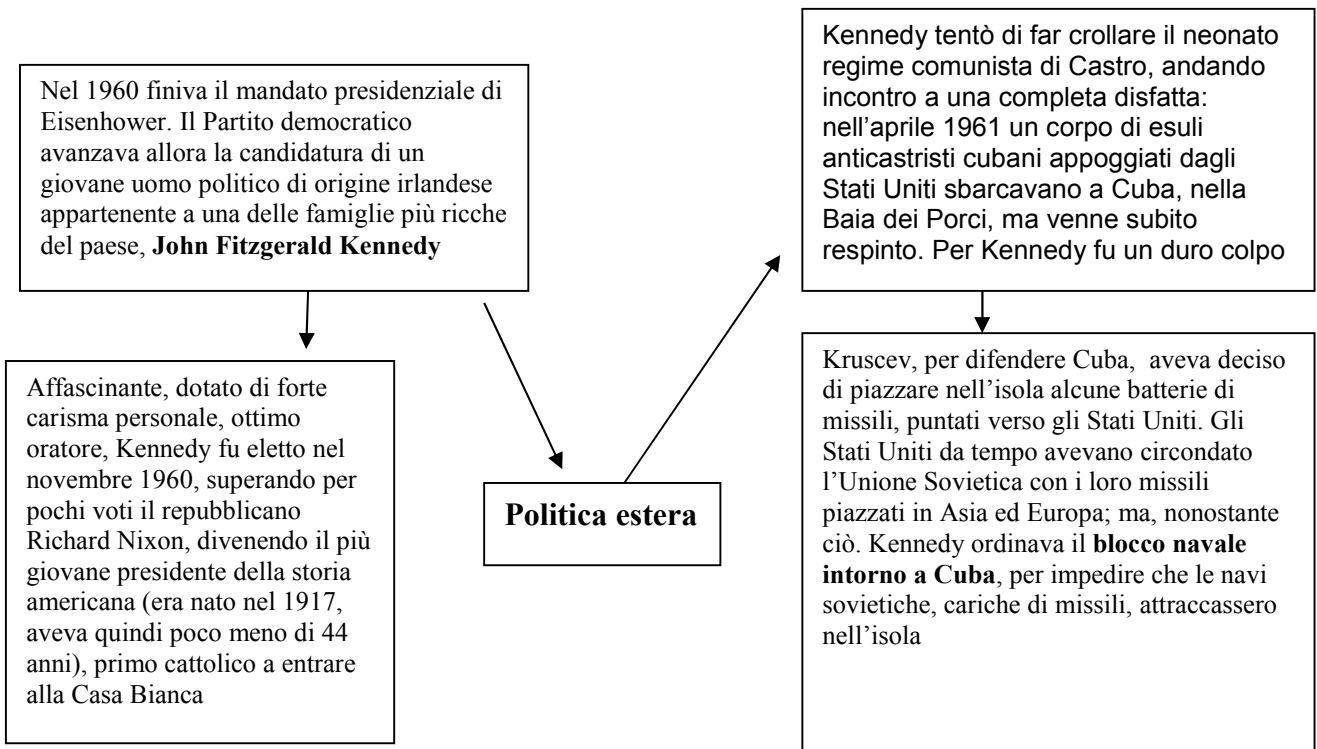 Nel 1960 finiva il mandato presidenziale di
Eisenhower. Il Partito democratico
avanzava allora la candidatura di un
giovane uomo politico di origine irlandese
appartenente a una delle famiglie più ricche
del paese, John Fitzgerald Kennedy
Affascinante, dotato di forte
carisma personale, ottimo
oratore, Kennedy fu eletto nel
novembre 1960, superando per
pochi voti il repubblicano
Richard Nixon, divenendo il più
giovane presidente della storia
americana (era nato nel 1917,
aveva quindi poco meno di 44
anni), primo cattolico a entrare
alla Casa Bianca
Politica estera
Kennedy tentò di far crollare il neonato
regime comunista di Castro, andando
incontro a una completa disfatta:
nell'aprile 1961 un corpo di esuli
anticastristi cubani appoggiati dagli
Stati Uniti sbarcavano a Cuba, nella
Baia dei Porci, ma venne subito
respinto. Per Kennedy fu un duro colpo
Kruscev, per difendere Cuba,  aveva deciso
di piazzare nell'isola alcune batterie di
missili, puntati verso gli Stati Uniti. Gli
Stati Uniti da tempo avevano circondato
l'Unione Sovietica con i loro missili
piazzati in Asia ed Europa; ma, nonostante
ciò. Kennedy ordinava il blocco navale
intorno a Cuba, per impedire che le navi
sovietiche, cariche di missili, attraccassero
nell'isola